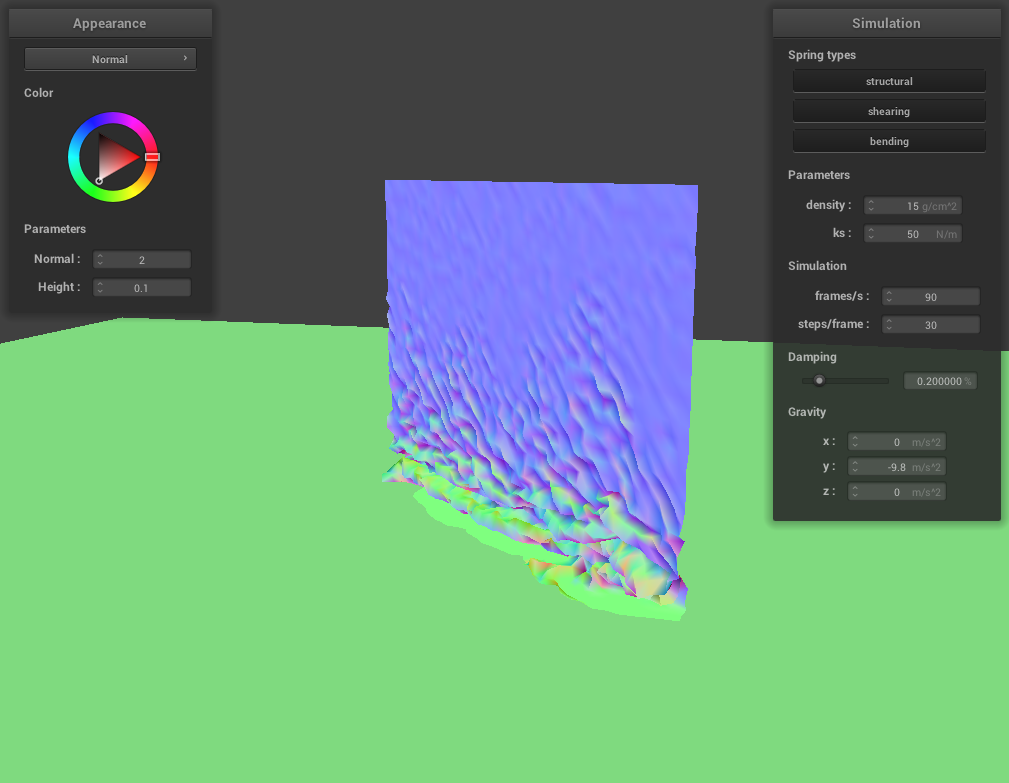 Appearance
Normal
Color
Parameters
Normal : 2
Height : 0.1
Simulation
Spring types
structural
shearing
bending
Parameters
density : 15 g/cm^2
ks : 50 N/m
Simulation
frames/s : 90
steps/frame : 30
Damping
0.200000 %
Gravity
x : 0 m/s^2
y : -9.8 m/s^2
z : 0 m/s^2